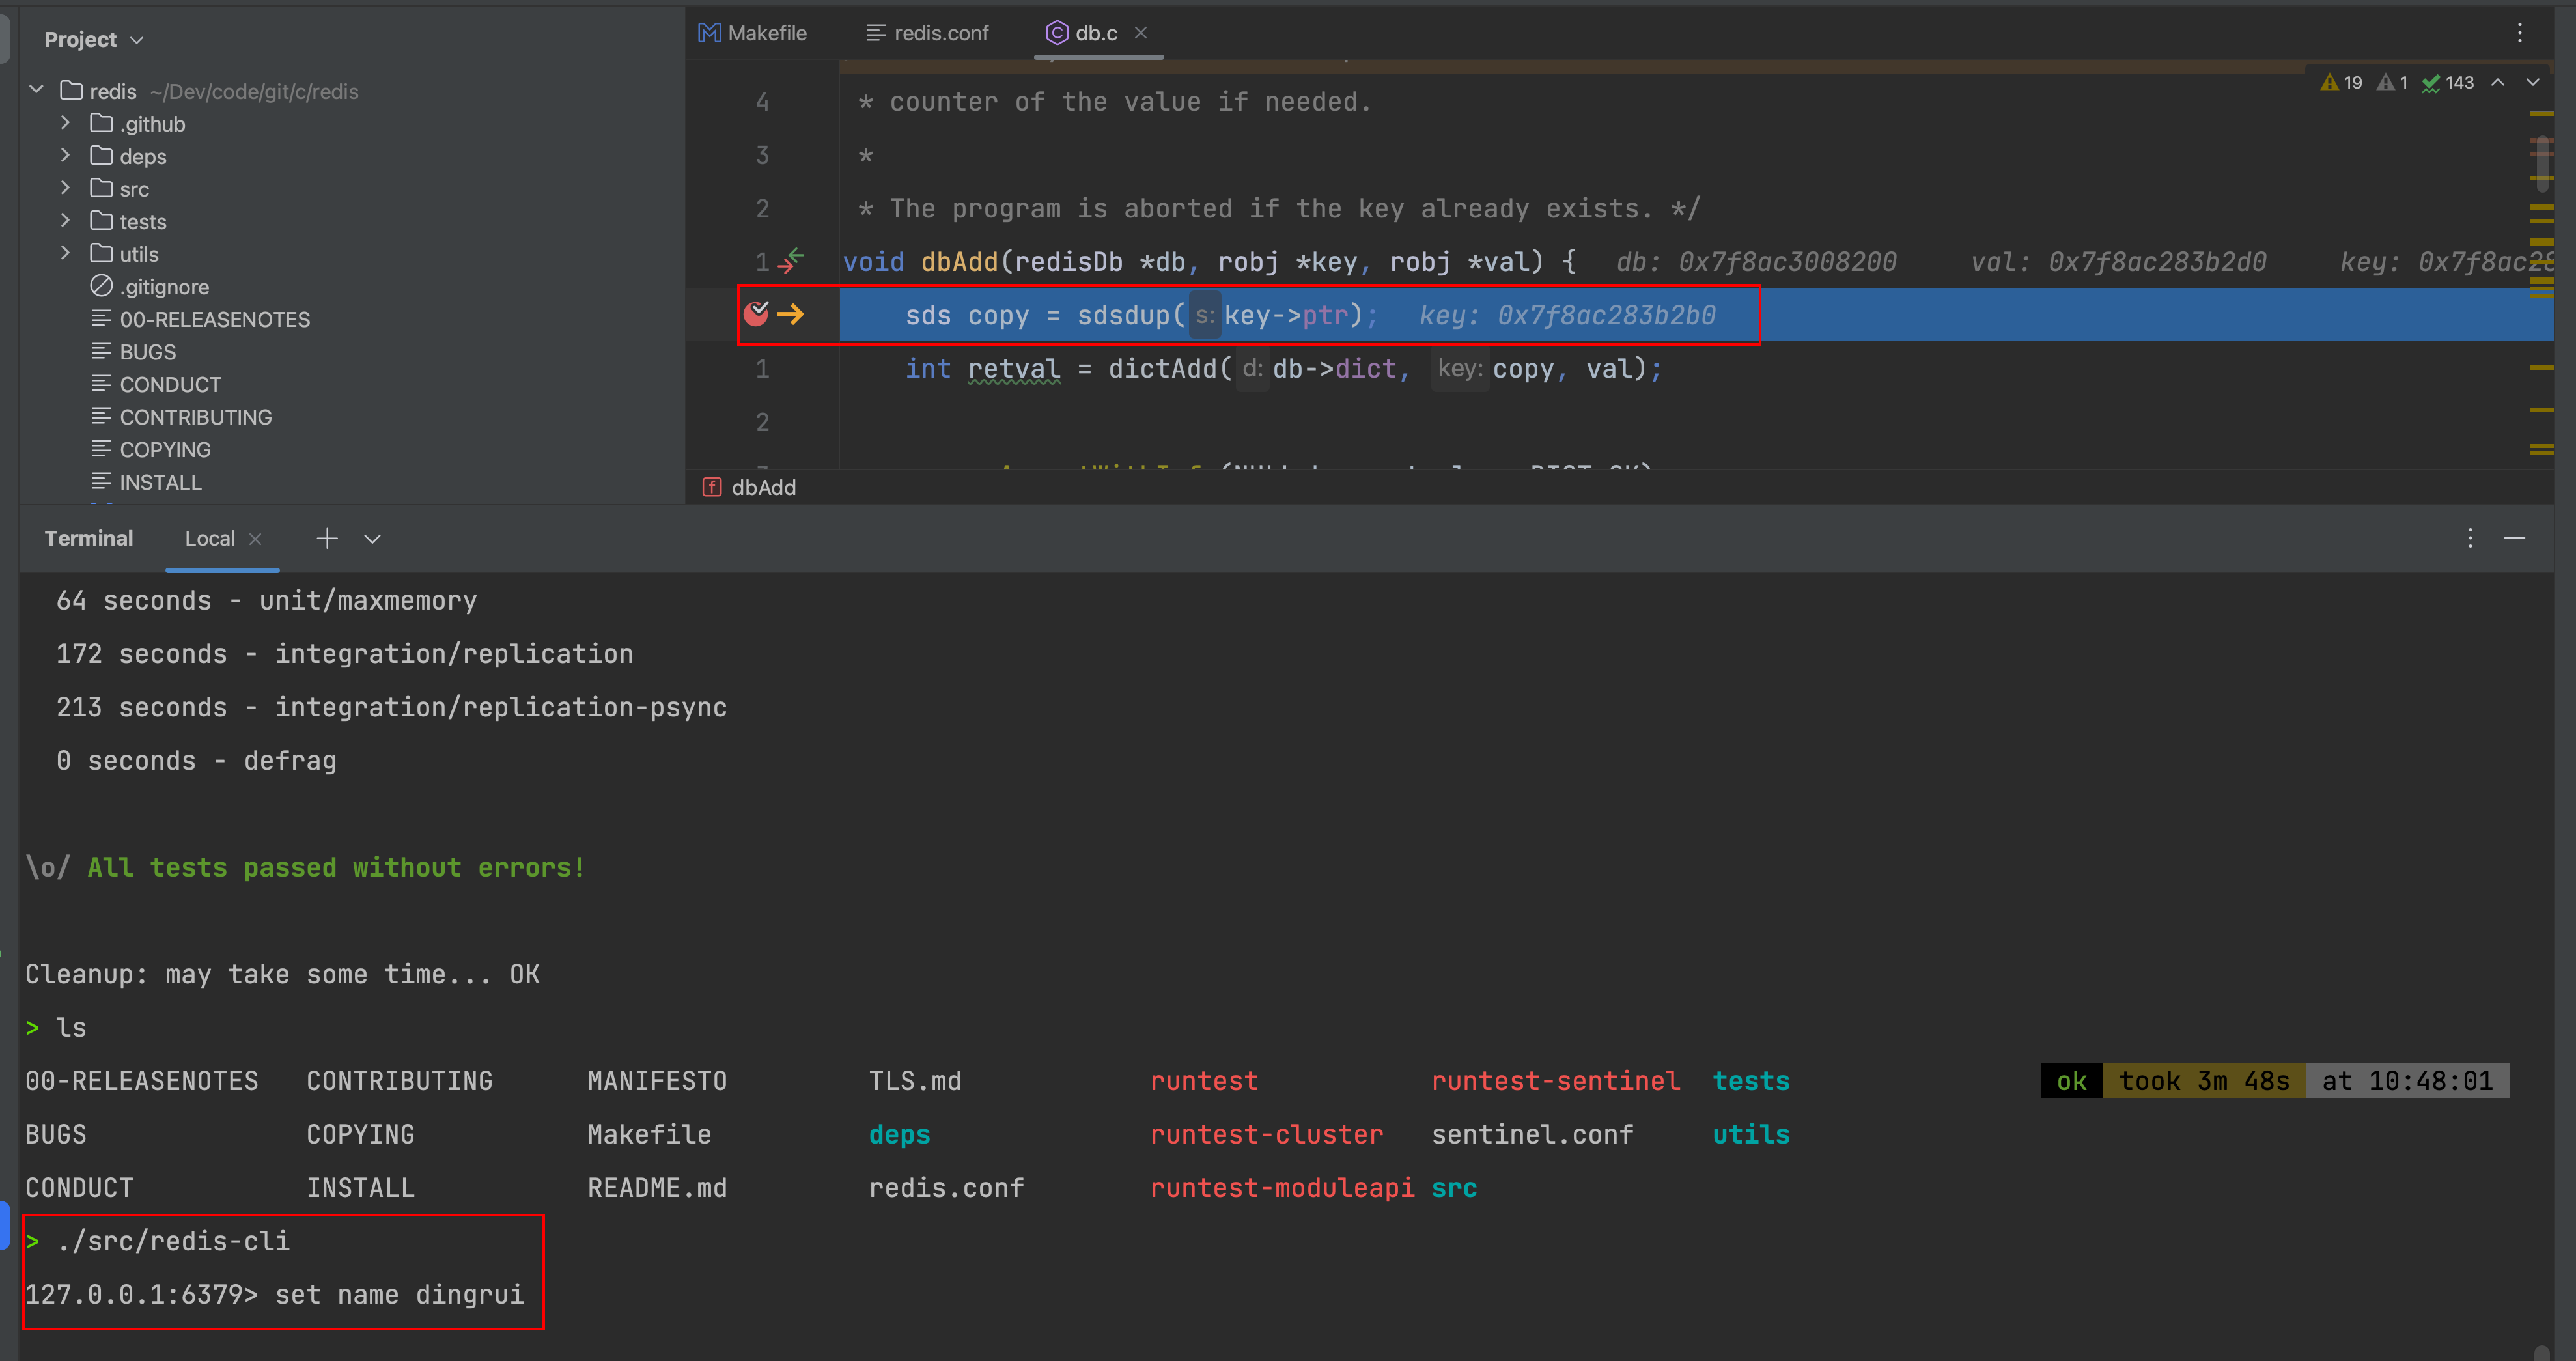 Project
redis ~/Dev/code/git/c/redis
.github
deps
src
tests
utils
.gitignore
00-RELEASENOTES
BUGS
CONDUCT
CONTRIBUTING
COPYING
INSTALL
Makefile
redis.conf
db.c
19 1 143
4 * counter of the value if needed.
3 *
2 * The program is aborted if the key already exists. */
1 void dbAdd(redisDb *db, robj *key, robj *val) { db: 0x7f8ac3008200 val: 0x7f8ac283b2d0 key: 0x7f8ac28
sds copy = sdsdup( s: key->ptr); key: 0x7f8ac283b2b0
1 int retval = dictAdd( d: db->dict, key: copy, val);
2
f dbAdd
Terminal Local
64 seconds - unit/maxmemory
172 seconds - integration/replication
213 seconds - integration/replication-psync
0 seconds - defrag
\o/ All tests passed without errors!
Cleanup: may take some time... OK
> ls
00-RELEASENOTES CONTRIBUTING MANIFESTO TLS.md runtest runtest-sentinel tests ok took 3m 48s at 10:48:01
BUGS COPYING Makefile deps runtest-cluster sentinel.conf utils
CONDUCT INSTALL README.md redis.conf runtest-moduleapi src
> ./src/redis-cli
127.0.0.1:6379> set name dingrui